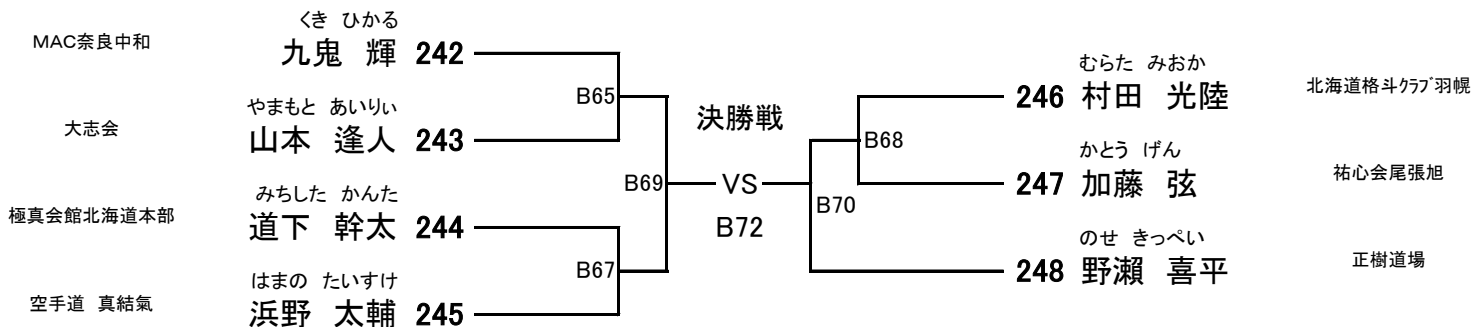 くき ひかる
MAC奈良中和
九鬼 輝 242
B65
やまもと あいりぃ
大志会
山本 逢人 243
B69
みちした かんた
極真会館北海道本部
道下 幹太 244
B67
はまの たいすけ
空手道 真結氣
浜野 太輔 245
決勝戦
VS
B72
むらた みおか
246 村田 光陸
北海道格斗ｸﾗﾌﾞ羽幌
B68
かとう げん
247 加藤 弦
祐心会尾張旭
B70
のせ きっぺい
248 野瀨 喜平
正樹道場